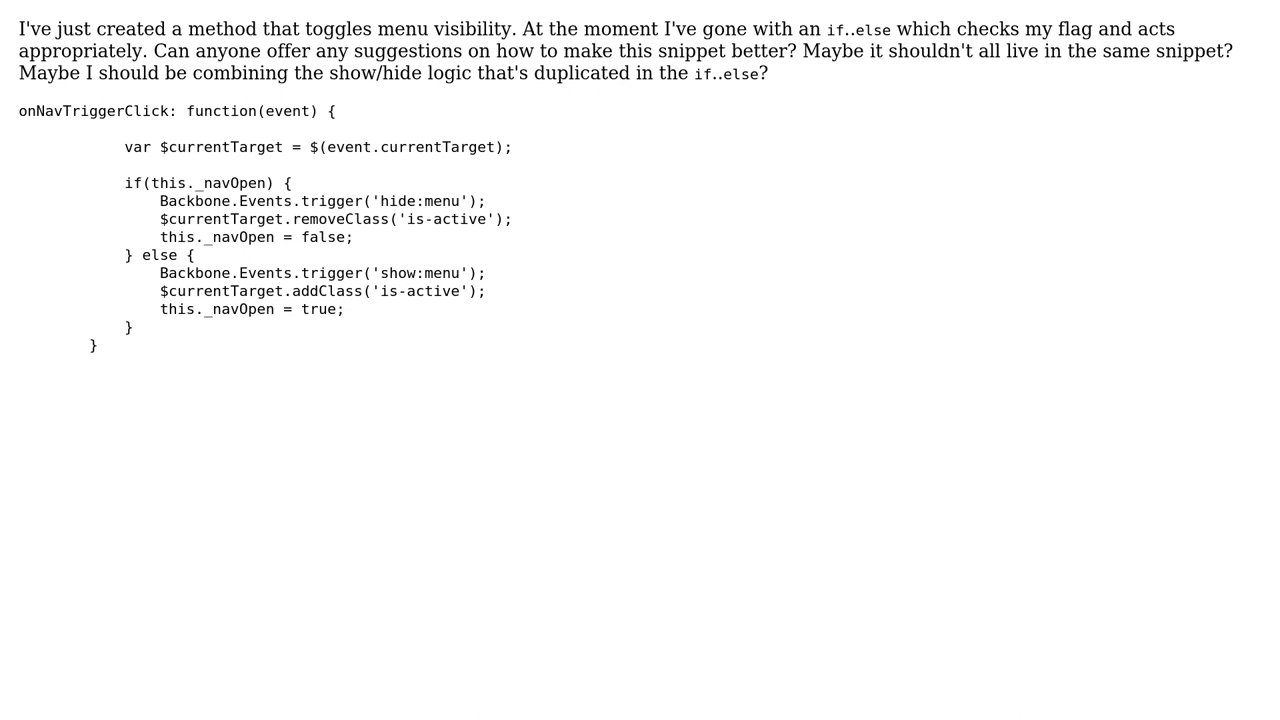 I've just created a method that toggles menu visibility. At the moment I've gone with an if..else which checks my flag and acts
appropriately. Can anyone offer any suggestions on how to make this snippet better? Maybe it shouldn't all live in the same snippet?
Maybe I should be combining the show/hide logic that's duplicated in the if..else?
onNavTriggerClick: function(event) {
            var $currentTarget = $(event.currentTarget);
            if(this._navOpen) {
                Backbone.Events.trigger('hide:menu');
                $currentTarget.removeClass('is-active');
                this._navOpen = false;
            } else {
                Backbone.Events.trigger('show:menu');
                $currentTarget.addClass('is-active');
                this._navOpen = true;
            }
        }